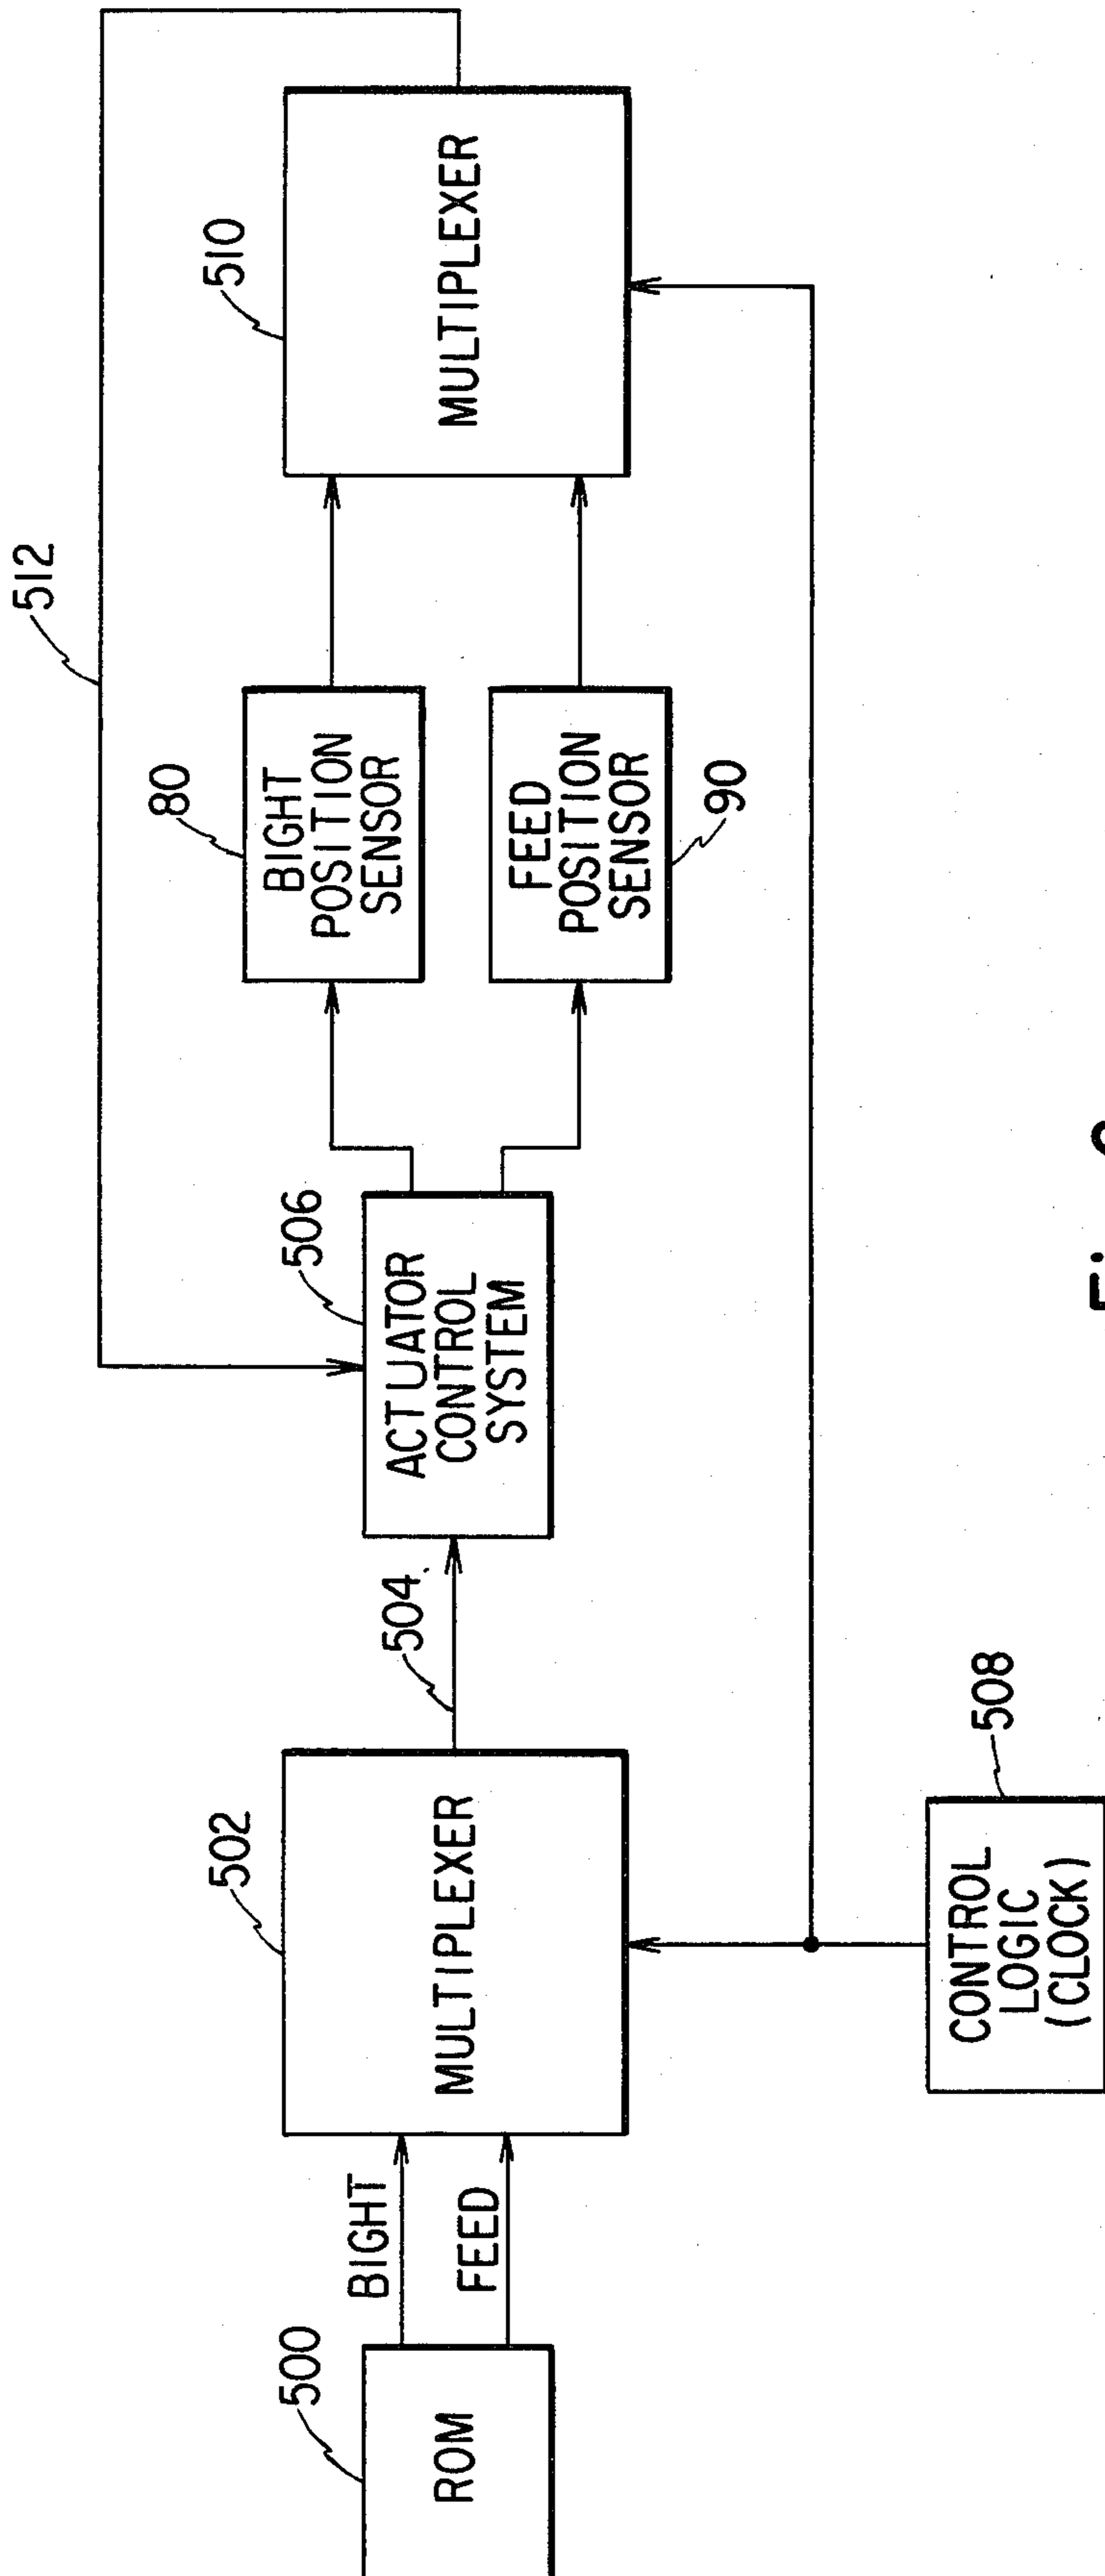 500
ROM
BIGHT
FEED
502
MULTIPLEXER
504
508
CONTROL
LOGIC
(CLOCK)
506
ACTUATOR
CONTROL
SYSTEM
80
BIGHT
POSITION
SENSOR
FEED
POSITION
SENSOR
90
512
510
MULTIPLEXER